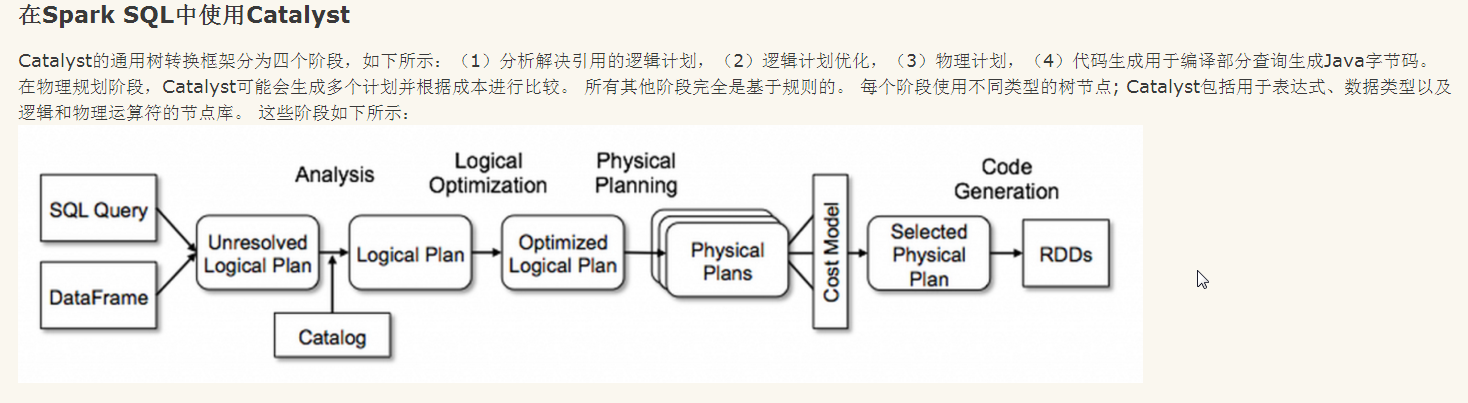 在Spark SQL中使用Catalyst
Catalyst的通用树转换框架分为四个阶段，如下所示：（1）分析解决引用的逻辑计划，（2）逻辑计划优化，（3）物理计划，（4）代码生成用于编译部分查询生成Java字节码。
在物理规划阶段，Catalyst可能会生成多个计划并根据成本进行比较。 所有其他阶段完全是基于规则的。 每个阶段使用不同类型的树节点; Catalyst包括用于表达式、数据类型以及
逻辑和物理运算符的节点库。 这些阶段如下所示：
Analysis
Logical
Optimization
Physical
Planning
Code
Generation
SQL Query
DataFrame
Unresolved
Logical Plan
Catalog
Logical Plan
Optimized
Logical Plan
Physical
Plans
Cost Model
Selected
Physical
Plan
RDDs